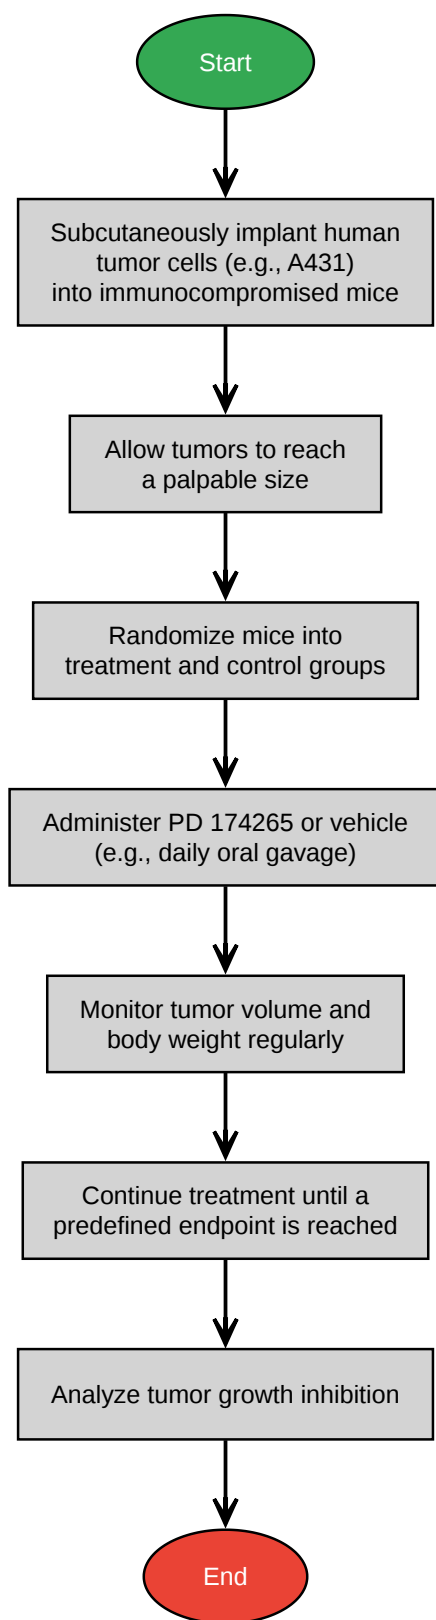 Start
Subcutaneously implant human
tumor cells (e.g., A431)
into immunocompromised mice
Allow tumors to reach
a palpable size
Randomize mice into
treatment and control groups
Administer PD 174265 or vehicle
(e.g., daily oral gavage)
Monitor tumor volume and
body weight regularly
Continue treatment until a
predefined endpoint is reached
Analyze tumor growth inhibition
End